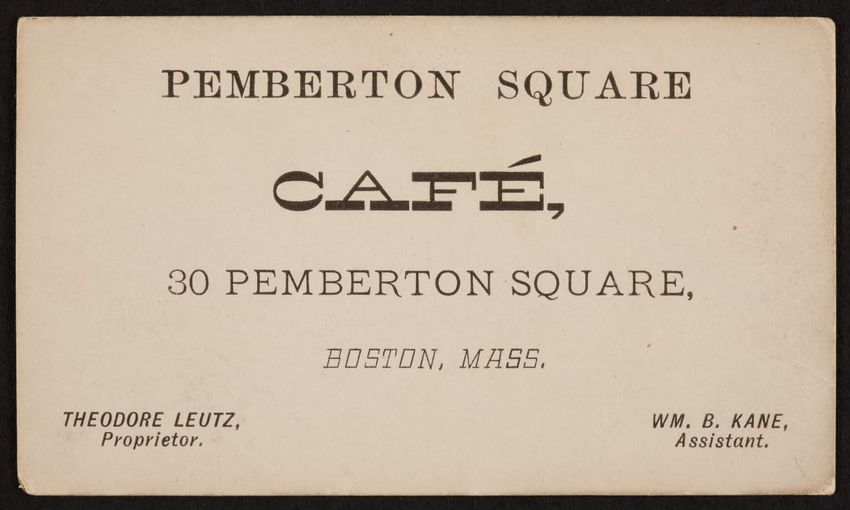 PEMBERTON SQUARE
CAFÉ,
30 PEMBERTON SQUARE,
BOSTON, MASS.
THEODORE LEUTZ,
Proprietor.
WM. B. KANE,
Assistant.